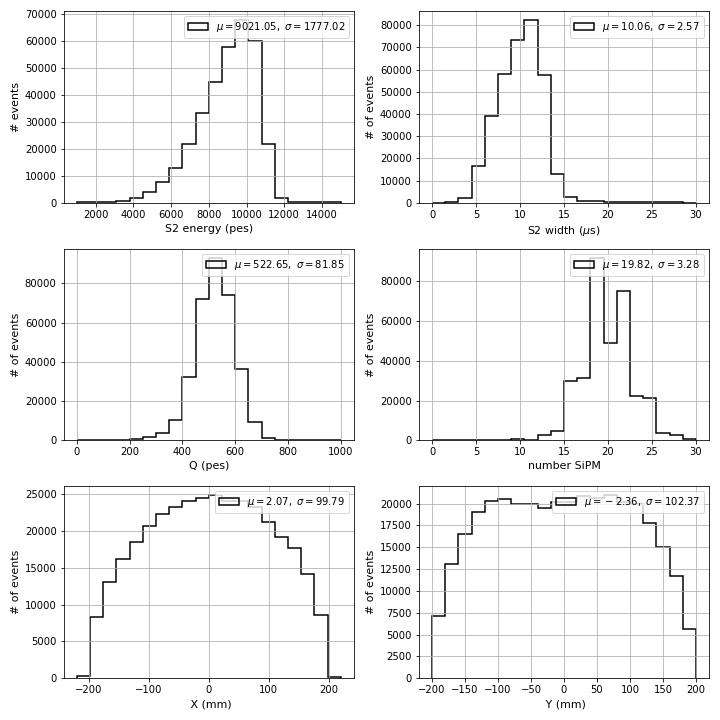 μ = 9021.05, σ = 1777.02
# events
70000
60000
50000
40000
30000
20000
10000
0
2000 4000 6000 8000 10000 12000 14000
S2 energy (pes)
μ = 10.06, σ = 2.57
# of events
80000
70000
60000
50000
40000
30000
20000
10000
0
0 5 10 15 20 25 30
S2 width (μs)
μ = 522.65, σ = 81.85
# of events
80000
60000
40000
20000
0
0 200 400 600 800 1000
Q (pes)
μ = 19.82, σ = 3.28
# of events
80000
60000
40000
20000
0
0 5 10 15 20 25 30
number SiPM
μ = 2.07, σ = 99.79
# of events
25000
20000
15000
10000
5000
0
−200 −100 0 100 200
X (mm)
μ = −2.36, σ = 102.37
# of events
20000
17500
15000
12500
10000
7500
5000
2500
0
−200 −150 −100 −50 0 50 100 150 200
Y (mm)